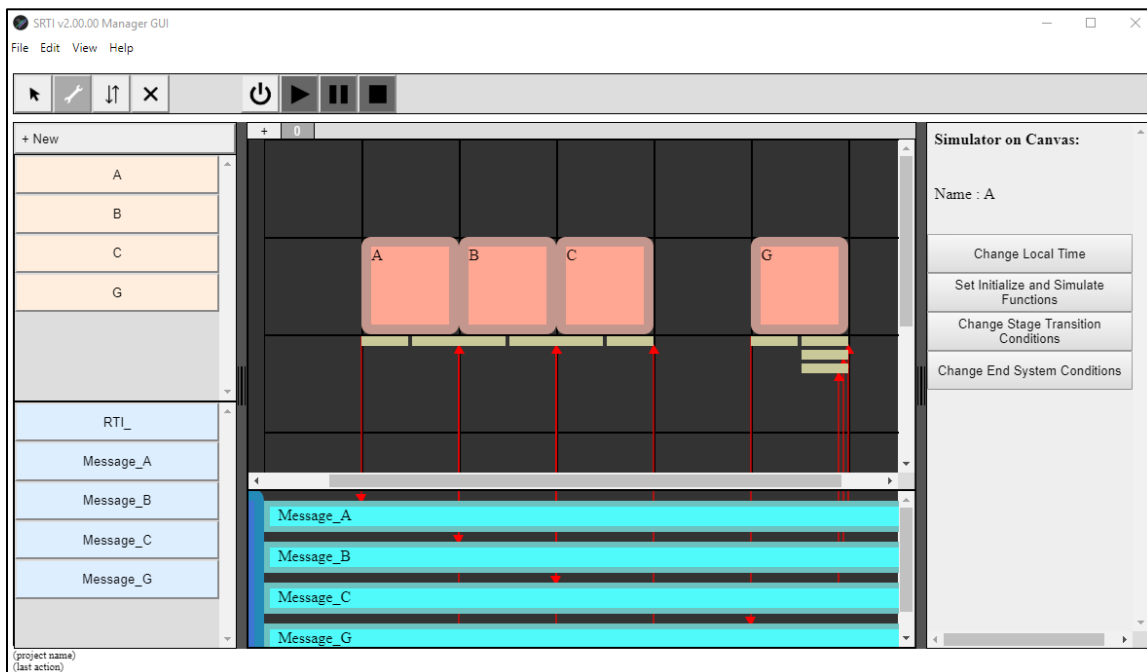 SRTI v2.00.00 Manager GUI
File Edit View Help
+ New
A
B
C
G
RTI_
Message_A
Message_B
Message_C
Message_G
+ 0
A B C G
Message_A
Message_B
Message_C
Message_G
Simulator on Canvas:
Name : A
Change Local Time
Set Initialize and Simulate
Functions
Change Stage Transition
Conditions
Change End System Conditions
(project name)
(last action)